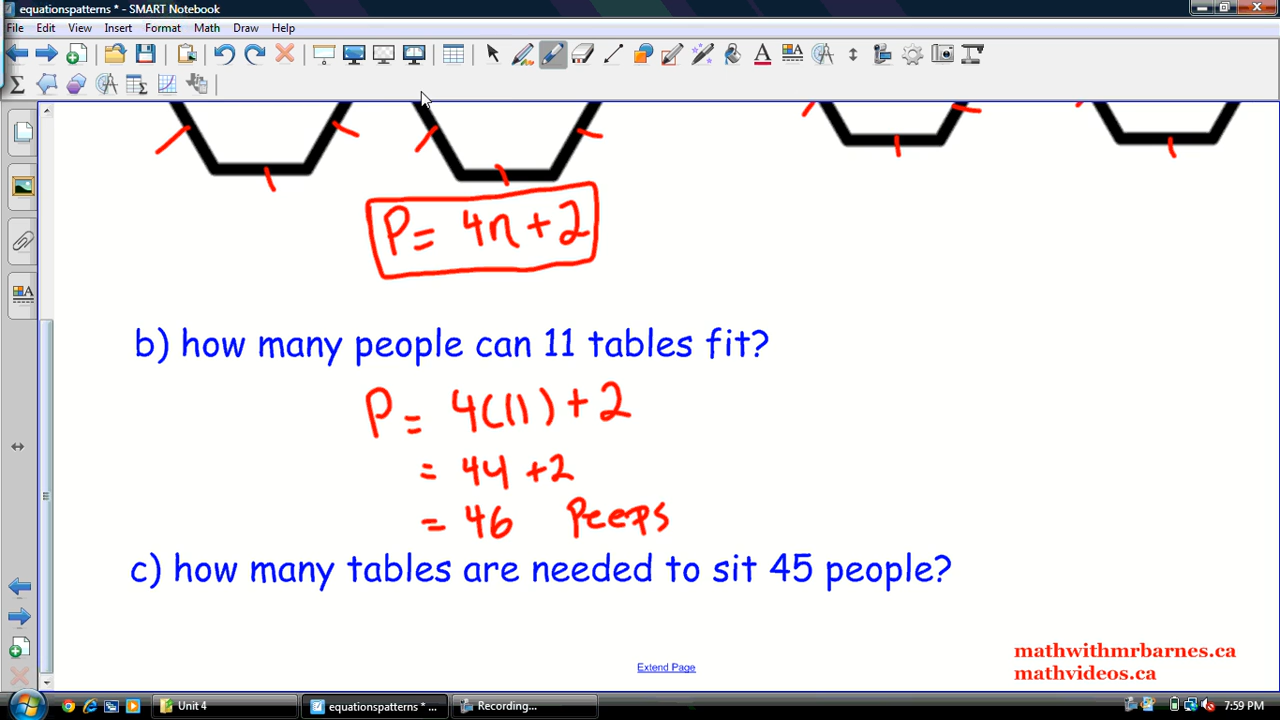 equationspatterns * - SMART Notebook
File Edit View Insert Format Math Draw Help
P= 4n+2
b) how many people can 11 tables fit?
P= 4(11)+2
= 44 +2
= 46 Peeps
c) how many tables are needed to sit 45 people?
mathwithmrbarnes.ca
mathvideos.ca
Extend Page
Unit 4
equationspatterns * ...
Recording...
7:59 PM